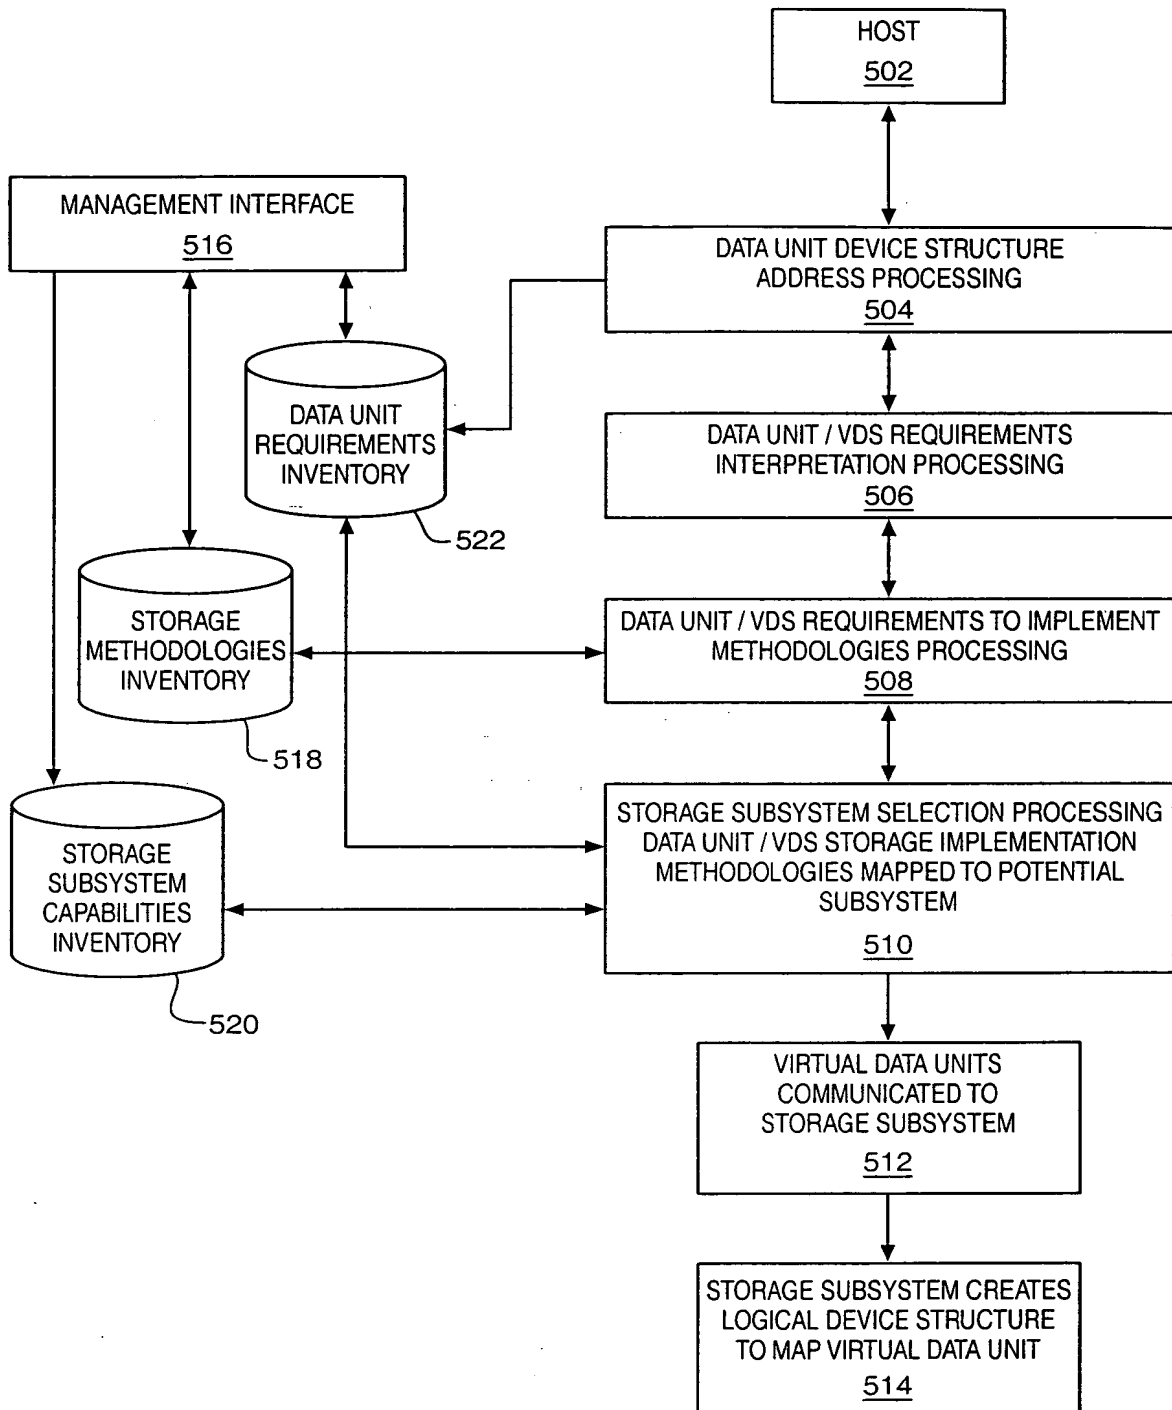 HOST
502
MANAGEMENT INTERFACE
516
DATA UNIT DEVICE STRUCTURE
ADDRESS PROCESSING
504
DATA UNIT
REQUIREMENTS
INVENTORY
522
DATA UNIT / VDS REQUIREMENTS
INTERPRETATION PROCESSING
506
STORAGE
METHODOLOGIES
INVENTORY
518
DATA UNIT / VDS REQUIREMENTS TO IMPLEMENT
METHODOLOGIES PROCESSING
508
STORAGE
SUBSYSTEM
CAPABILITIES
INVENTORY
520
STORAGE SUBSYSTEM SELECTION PROCESSING
DATA UNIT / VDS STORAGE IMPLEMENTATION
METHODOLOGIES MAPPED TO POTENTIAL
SUBSYSTEM
510
VIRTUAL DATA UNITS
COMMUNICATED TO
STORAGE SUBSYSTEM
512
STORAGE SUBSYSTEM CREATES
LOGICAL DEVICE STRUCTURE
TO MAP VIRTUAL DATA UNIT
514